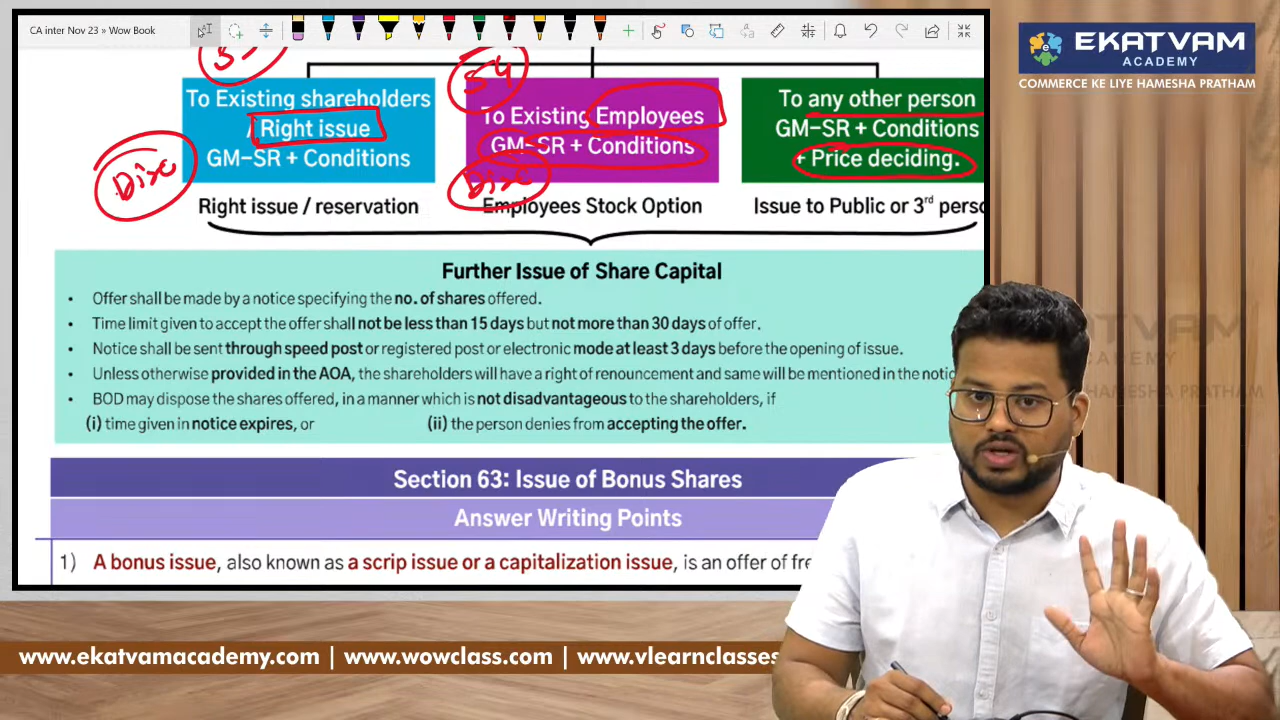 CA inter Nov 23 » Wow Book
EKATVAM
ACADEMY
COMMERCE KE LIYE HAMESHA PRATHAM
54
To Existing shareholders
/ Right issue
GM-SR + Conditions
To Existing Employees
GM-SR + Conditions
To any other person
GM-SR + Conditions
+ Price deciding.
Disc
Disc
Right issue / reservation
Employees Stock Option
Issue to Public or 3rd perso
Further Issue of Share Capital
• Offer shall be made by a notice specifying the no. of shares offered.
• Time limit given to accept the offer shall not be less than 15 days but not more than 30 days of offer.
• Notice shall be sent through speed post or registered post or electronic mode at least 3 days before the opening of issue.
• Unless otherwise provided in the AOA, the shareholders will have a right of renouncement and same will be mentioned in the notic
• BOD may dispose the shares offered, in a manner which is not disadvantageous to the shareholders, if
(i) time given in notice expires, or (ii) the person denies from accepting the offer.
Section 63: Issue of Bonus Shares
Answer Writing Points
1) A bonus issue, also known as a scrip issue or a capitalization issue, is an offer of fre
ATVAM
ACADEMY
HAMESHA PRATHAM
www.ekatvamacademy.com | www.wowclass.com | www.vlearnclasses